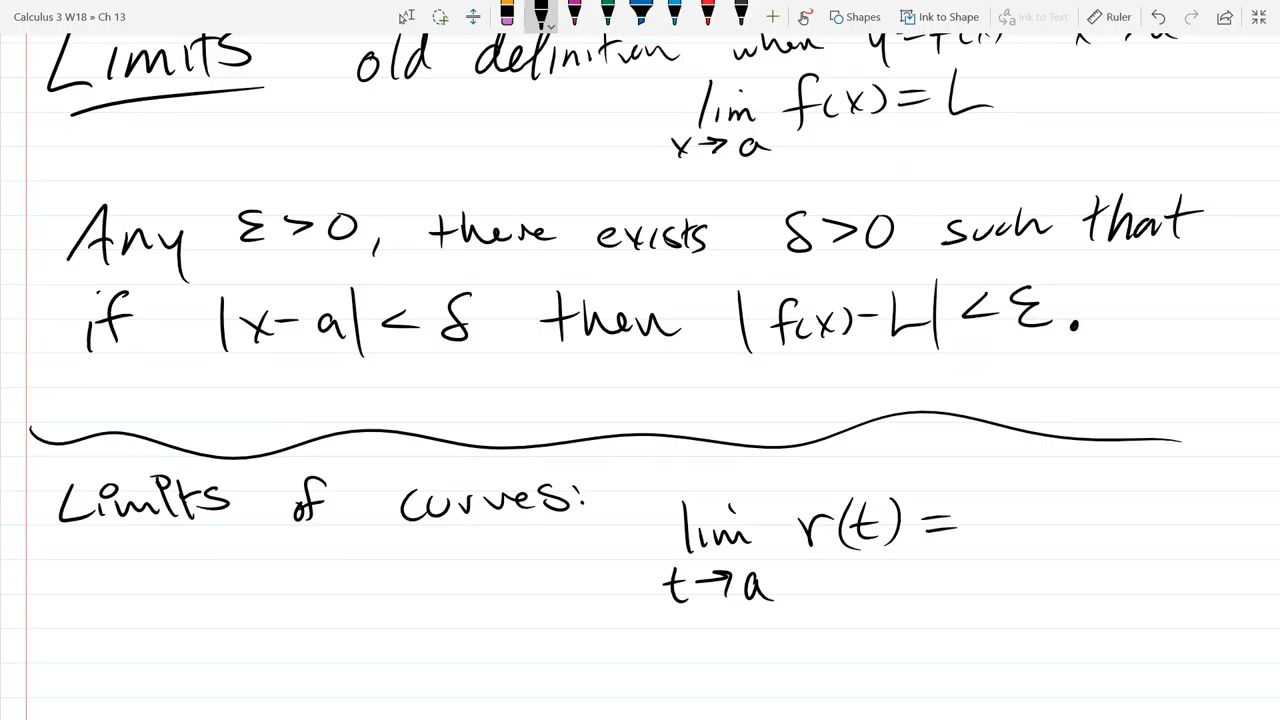 Calculus 3 W18 » Ch 13
Shapes
Ink to Shape
Ink to Text
Ruler
Limits old definition when y = f(x) x → a
lim f(x) = L
x → a
Any ε > 0, there exists δ > 0 such that
if |x - a| < δ then |f(x) - L| < ε.
Limits of curves: lim r(t) =
t → a